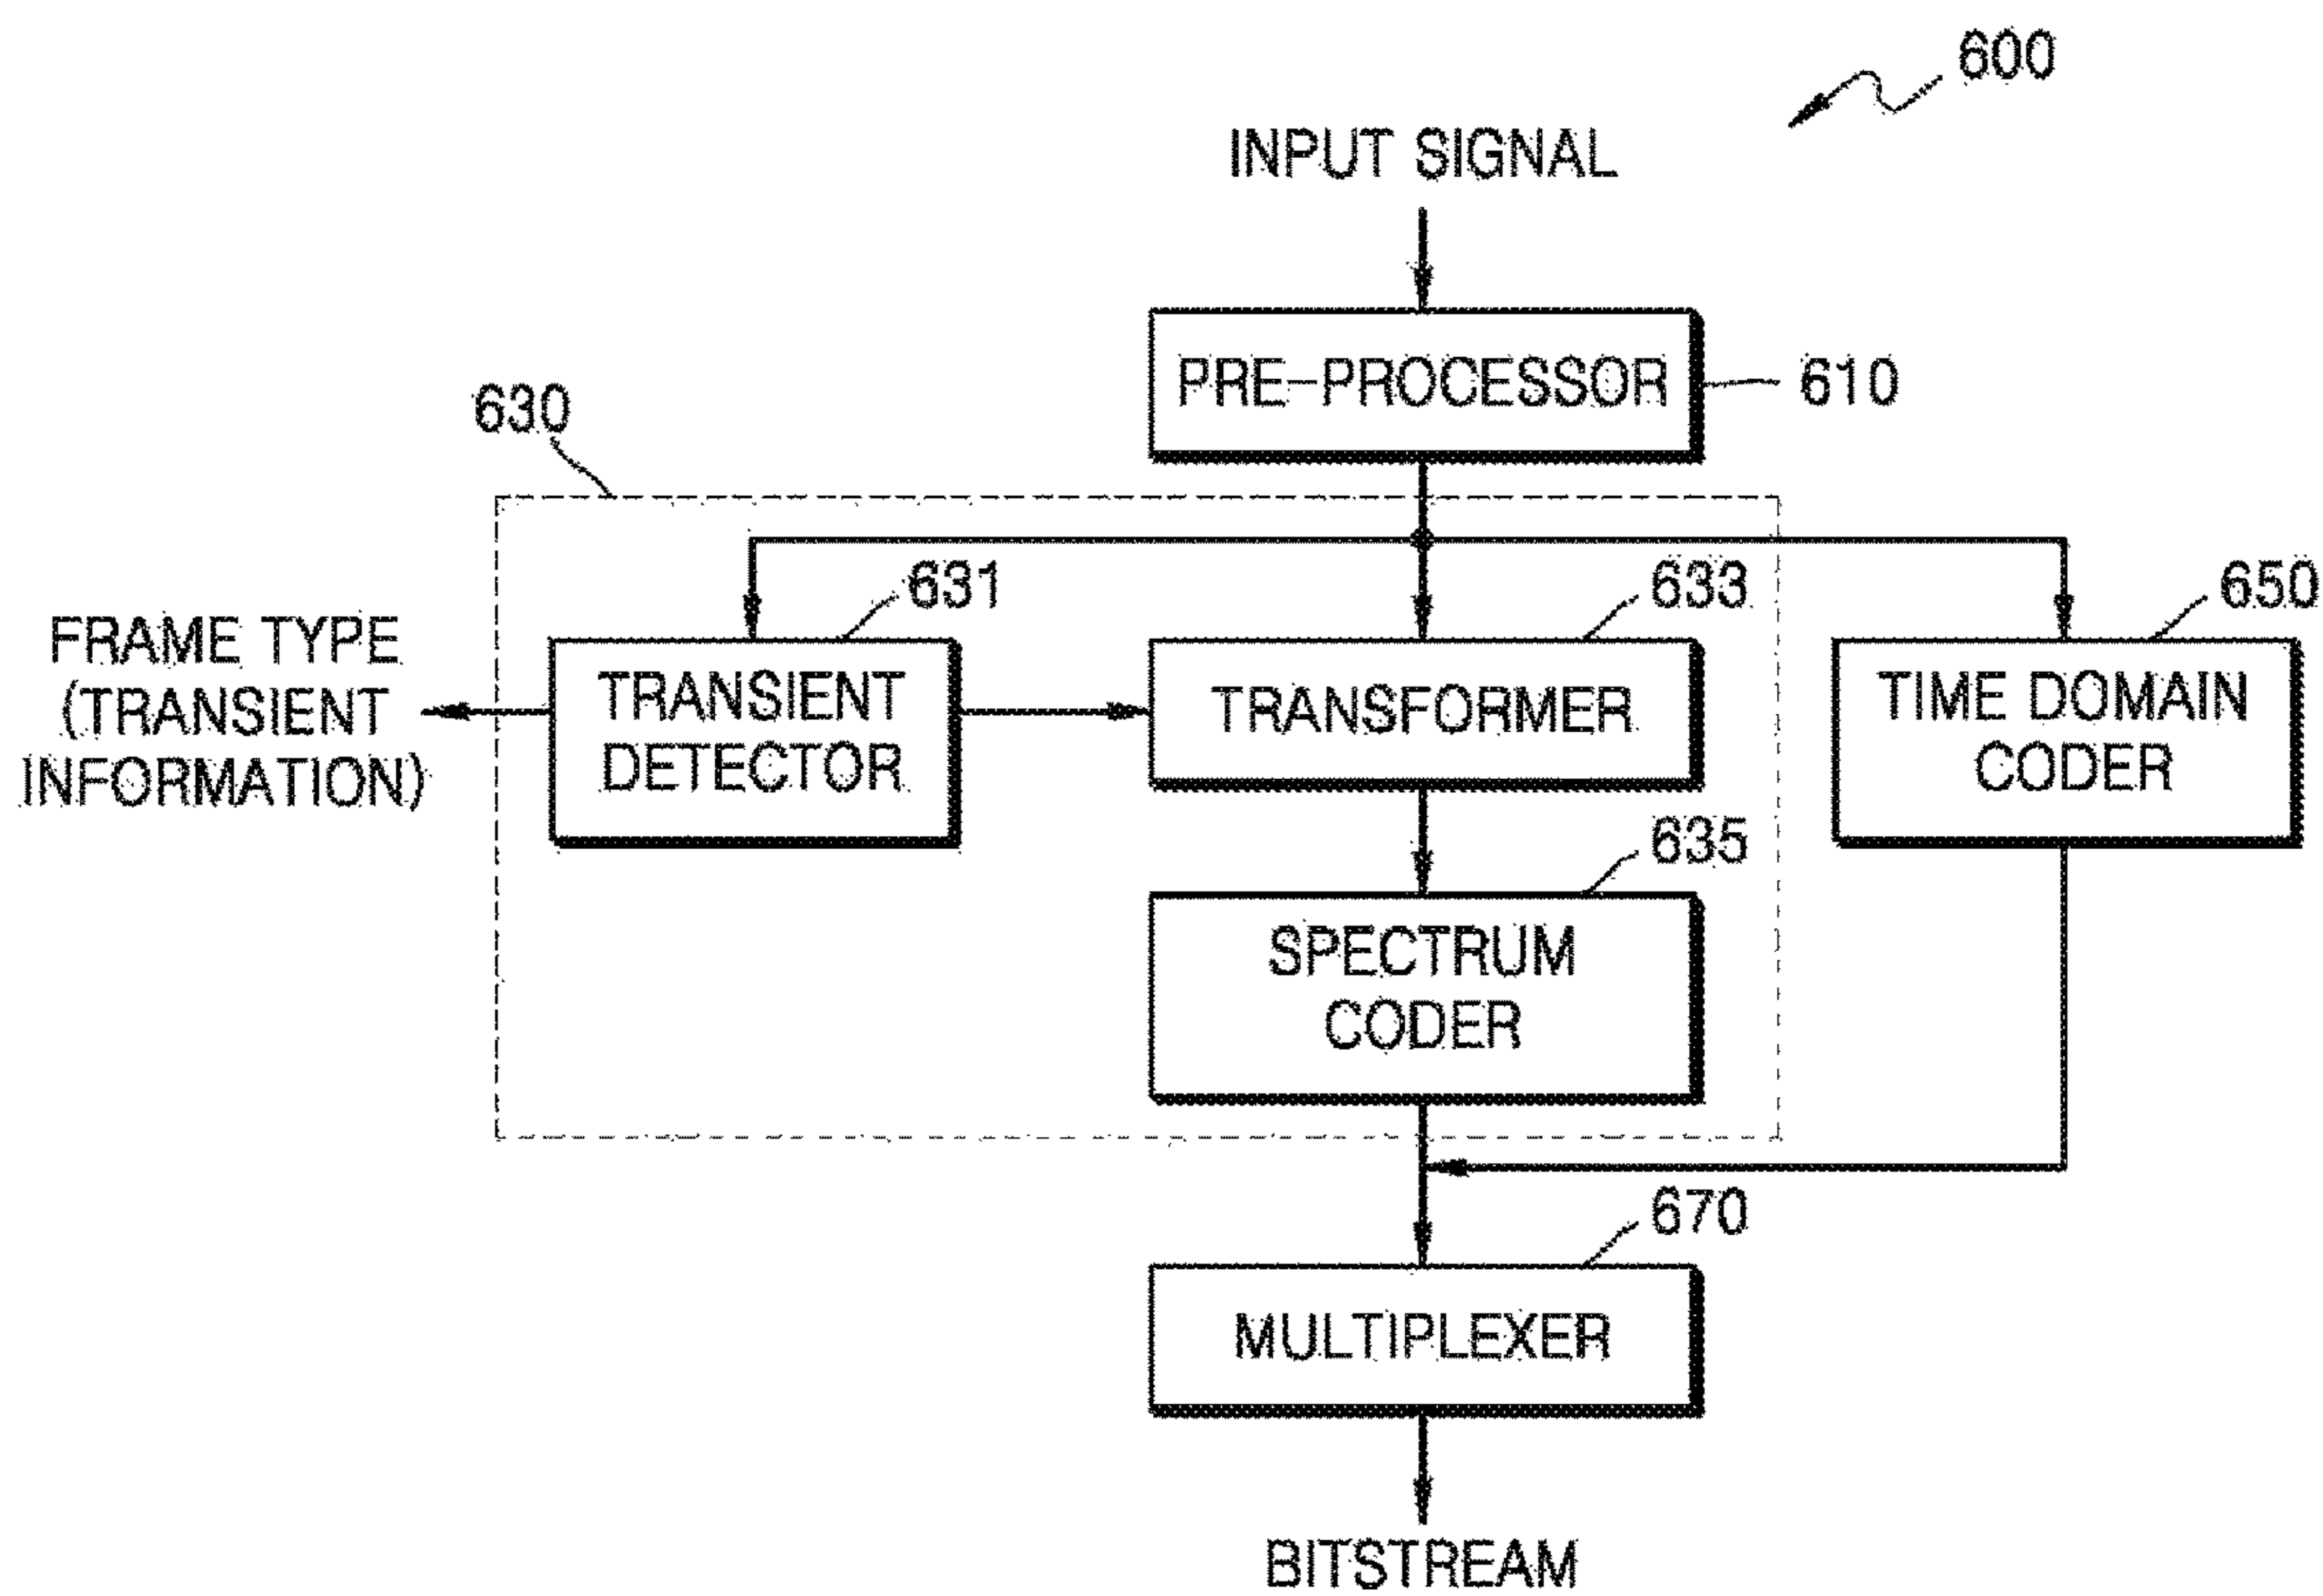 600
INPUT SIGNAL
PRE-PROCESSOR
610
630
631
633
650
FRAME TYPE
(TRANSIENT
INFORMATION)
TRANSIENT
DETECTOR
TRANSFORMER
TIME DOMAIN
CODER
635
SPECTRUM
CODER
670
MULTIPLEXER
BITSTREAM